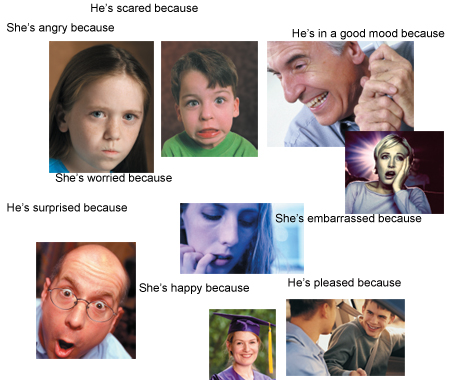 He's scared because
She's angry because
He's in a good mood because
She's worried because
He's surprised because
She's embarrassed because
She's happy because
He's pleased because